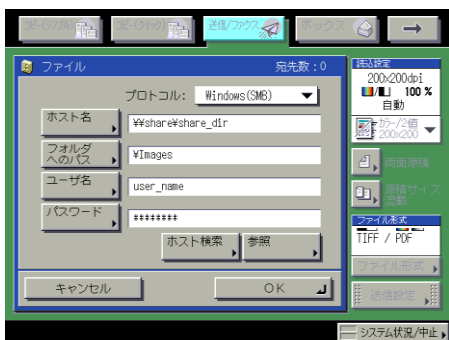 コピー(シンプル)
コピー(クイック)
送信/ファクス
ボックス
ファイル
宛先数:0
プロトコル: Windows(SMB)
ホスト名
¥¥share¥share_dir
フォルダ
へのパス
¥Images
ユーザ名
user_name
パスワード
********
ホスト検索
参照
キャンセル
OK
読込設定
200x200dpi
100 %
自動
カラー/2値
200x200
両面原稿
原稿サイズ
混載
ファイル形式
TIFF / PDF
ファイル形式
送信設定
システム状況/中止